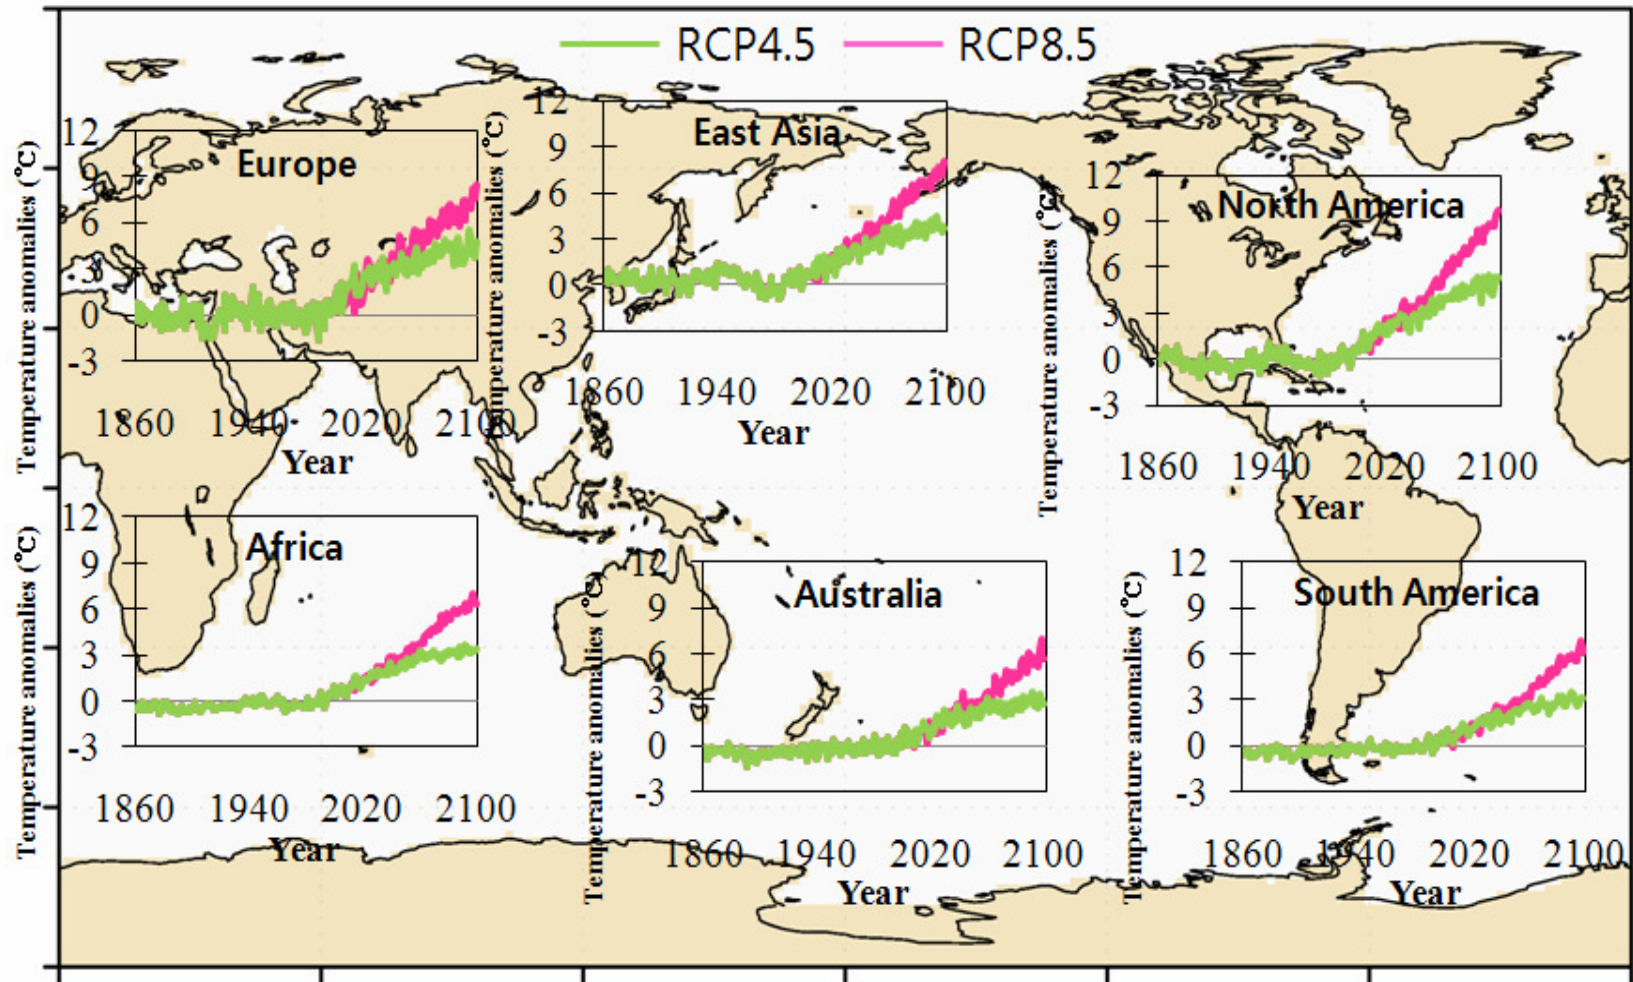 RCP4.5 RCP8.5
Temperature anomalies (℃)
12
9
6
3
0
-3
Europe
1860 1940 2020 2100
Year
Temperature anomalies (℃)
12
9
6
3
0
-3
East Asia
1860 1940 2020 2100
Year
Temperature anomalies (℃)
12
9
6
3
0
-3
North America
1860 1940 2020 2100
Year
Temperature anomalies (℃)
12
9
6
3
0
-3
Africa
1860 1940 2020 2100
Year
Temperature anomalies (℃)
12
9
6
3
0
-3
Australia
1860 1940 2020 2100
Year
Temperature anomalies (℃)
12
9
6
3
0
-3
South America
1860 1940 2020 2100
Year